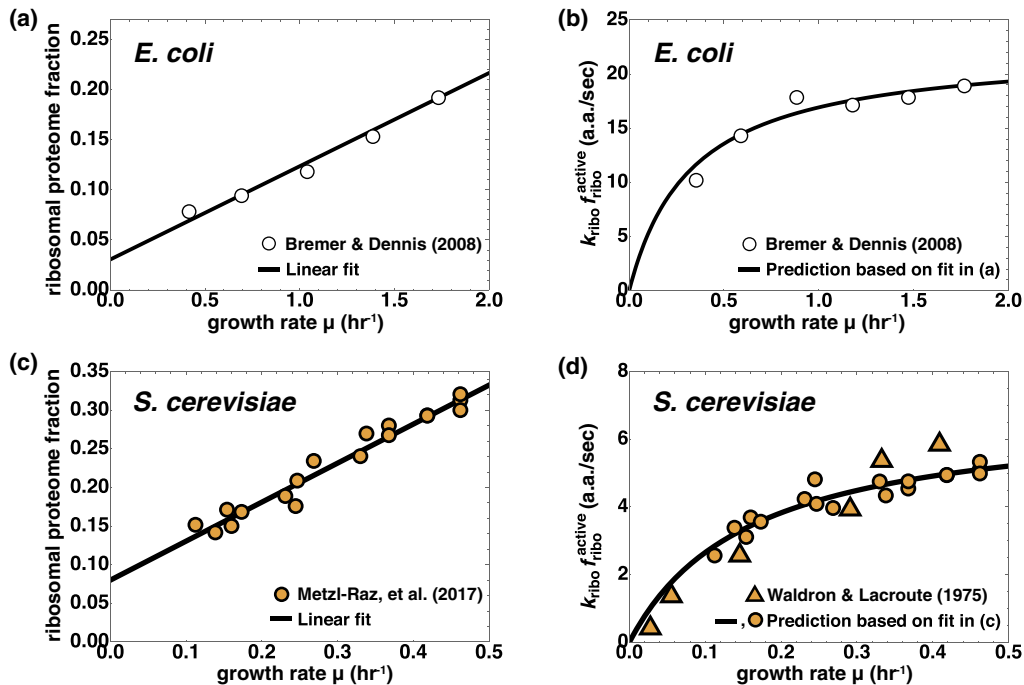 (a)
E. coli
ribosomal proteome fraction
0.25
0.20
0.15
0.10
0.05
0.00
Bremer & Dennis (2008)
Linear fit
0.0 0.5 1.0 1.5 2.0
growth rate μ (hr-1)
(b)
E. coli
kribo factiveribo (a.a./sec)
25
20
15
10
5
0
Bremer & Dennis (2008)
Prediction based on fit in (a)
0.0 0.5 1.0 1.5 2.0
growth rate μ (hr-1)
(c)
S. cerevisiae
ribosomal proteome fraction
0.35
0.30
0.25
0.20
0.15
0.10
0.05
0.00
Metzl-Raz, et al. (2017)
Linear fit
0.0 0.1 0.2 0.3 0.4 0.5
growth rate μ (hr-1)
(d)
S. cerevisiae
kribo factiveribo (a.a./sec)
8
6
4
2
0
Waldron & Lacroute (1975)
, Prediction based on fit in (c)
0.0 0.1 0.2 0.3 0.4 0.5
growth rate μ (hr-1)